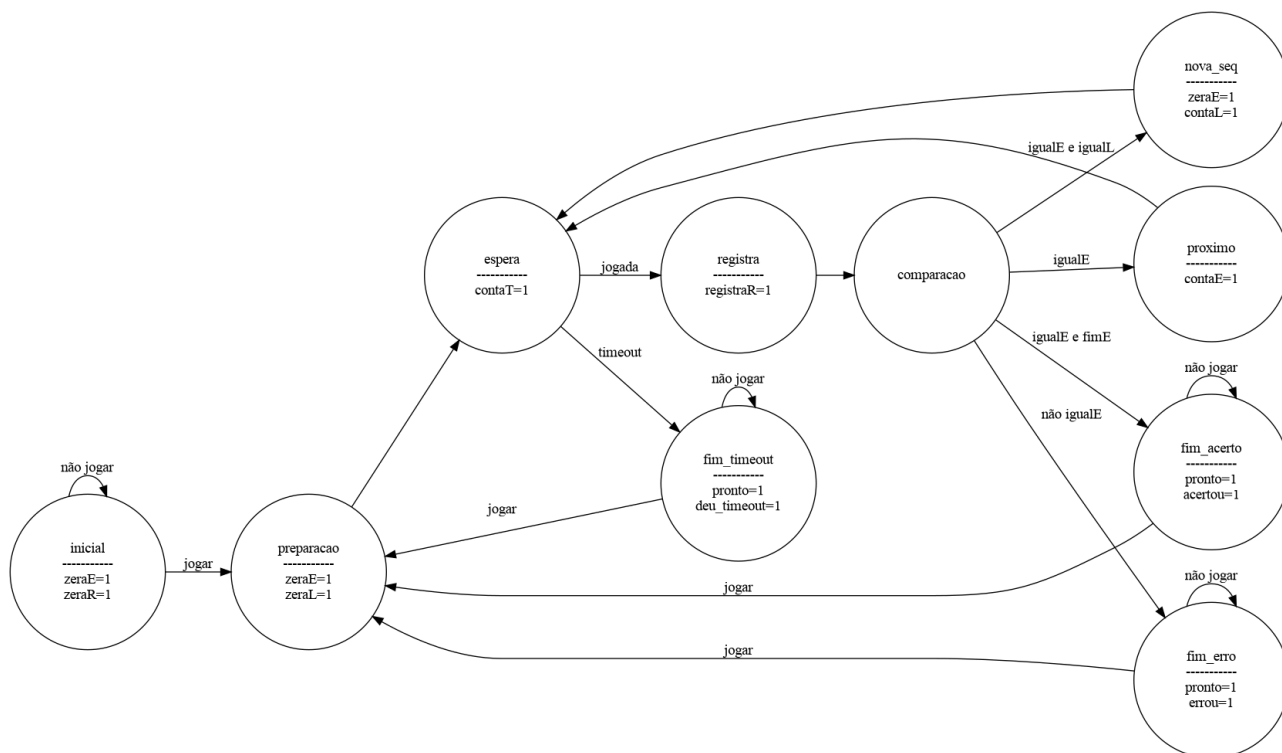 nova_seq
-----------
zeraE=1
contaL=1
igualE e igualL
espera
-----------
contaT=1
jogada
registra
-----------
registraR=1
comparacao
igualE
proximo
-----------
contaE=1
timeout
igualE e fimE
não jogar
não jogar
não igualE
fim_timeout
-----------
pronto=1
deu_timeout=1
fim_acerto
-----------
pronto=1
acertou=1
não jogar
jogar
inicial
------------
zeraE=1
zeraR=1
jogar
preparacao
-----------
zeraE=1
zeraL=1
jogar
não jogar
jogar
fim_erro
-----------
pronto=1
errou=1